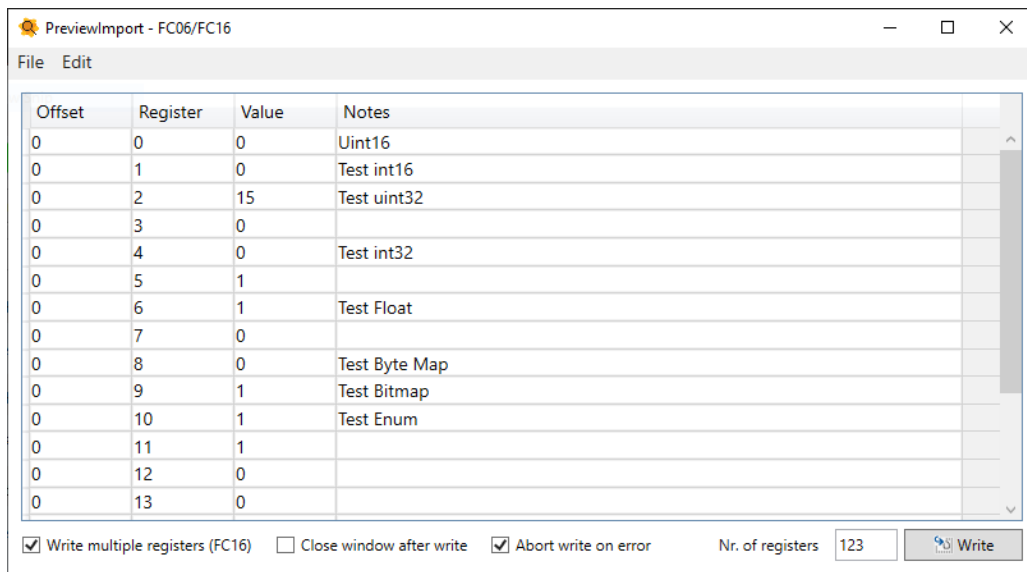 PreviewImport - FC06/FC16
File Edit
Offset Register Value Notes
0 0 0 Uint16
0 1 0 Test int16
0 2 15 Test uint32
0 3 0
0 4 0 Test int32
0 5 1
0 6 1 Test Float
0 7 0
0 8 0 Test Byte Map
0 9 1 Test Bitmap
0 10 1 Test Enum
0 11 1
0 12 0
0 13 0
Write multiple registers (FC16) Close window after write Abort write on error Nr. of registers 123 Write